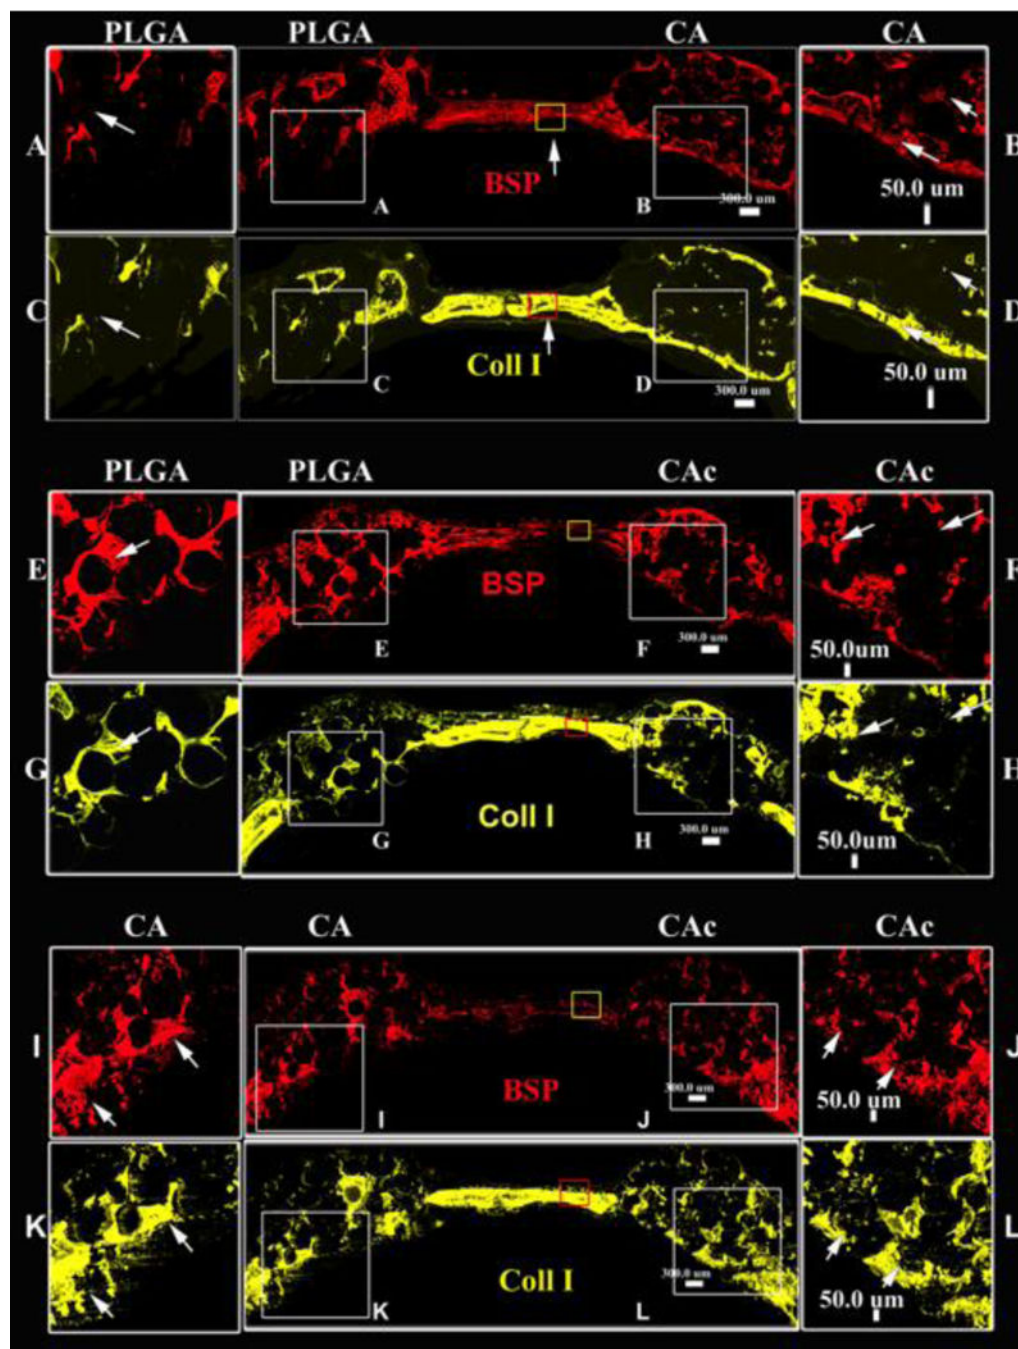 PLGA PLGA CA CA
A B
BSP
A B
300.0 um
50.0 um
C D
Coll I
C D
300.0 um
50.0 um
PLGA PLGA CAc CAc
E F
BSP
E F
300.0 um
50.0um
G H
Coll I
G H
300.0 um
50.0um
CA CA CAc CAc
I J
BSP
I J
300.0 um
50.0 um
K L
Coll I
K L
300.0 um
50.0 um